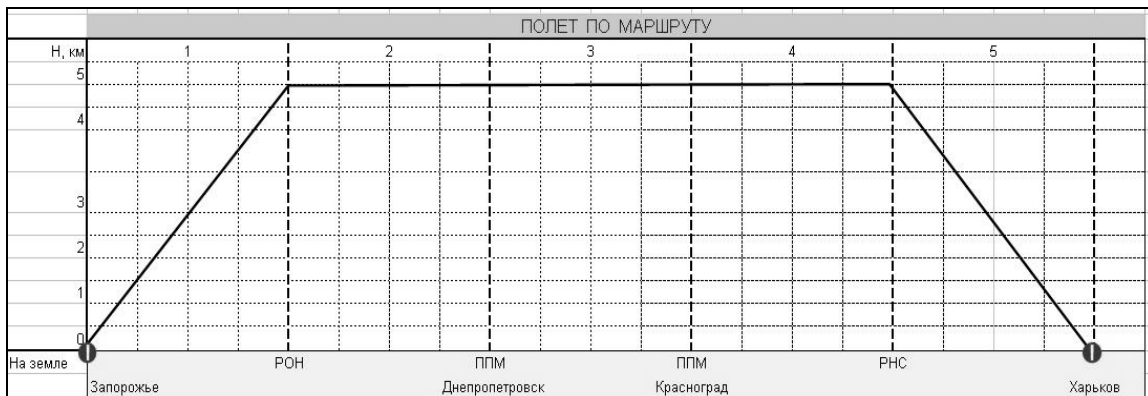 ПОЛЕТ ПО МАРШРУТУ
Н, км 1 2 3 4 5
5
4
3
2
1
0
На земле РОН ППМ ППМ РНС
Запорожье Днепропетровск Красноград Харьков